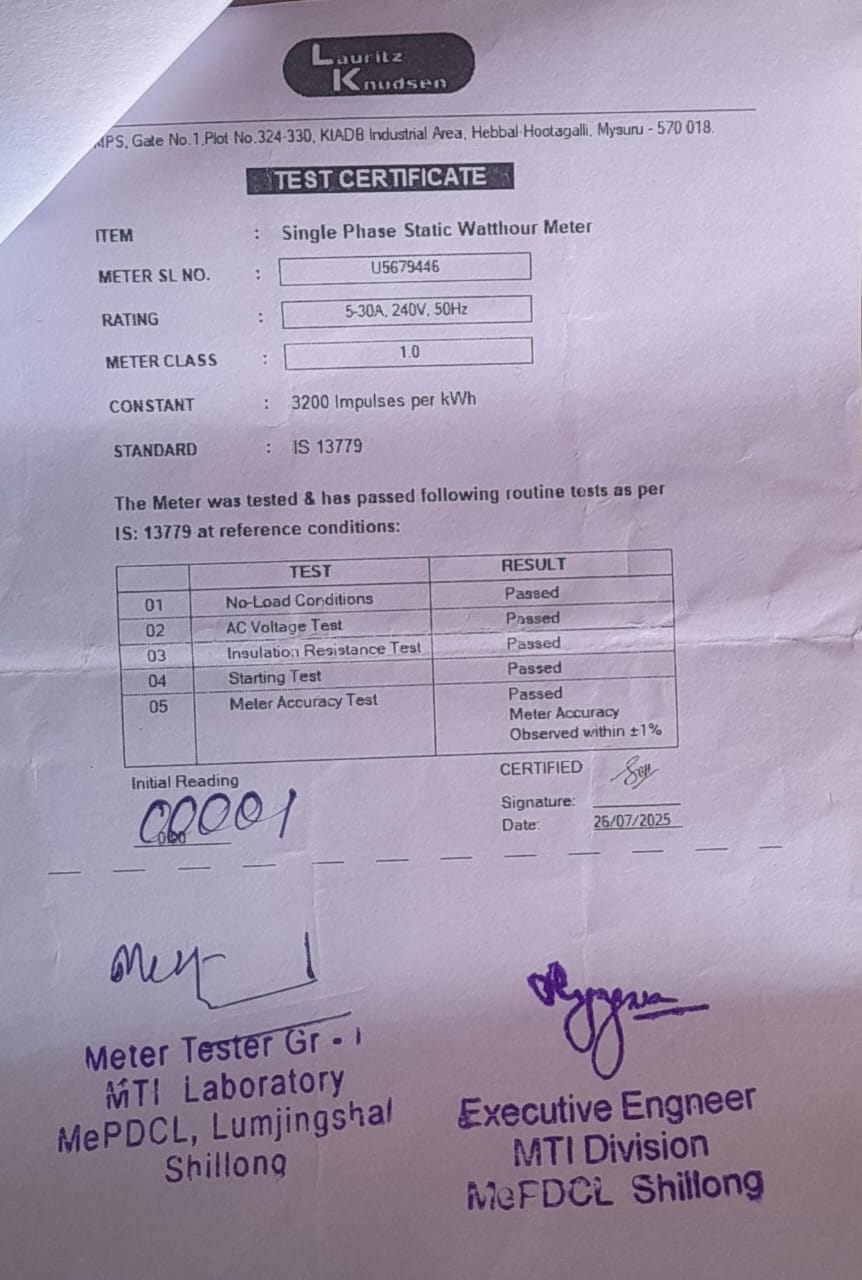 Lauritz
Knudsen
MPS, Gate No.1,Plot No.324-330, KIADB Industrial Area, Hebbal-Hootagalli, Mysuru - 570 018.
TEST CERTIFICATE
ITEM : Single Phase Static Watthour Meter
METER SL NO. : U5679446
RATING : 5-30A, 240V, 50Hz
METER CLASS : 1.0
CONSTANT : 3200 Impulses per kWh
STANDARD : IS 13779
The Meter was tested & has passed following routine tests as per
IS: 13779 at reference conditions:
TEST RESULT
01 No-Load Conditions Passed
02 AC Voltage Test Passed
03 Insulation Resistance Test Passed
04 Starting Test Passed
05 Meter Accuracy Test Passed
Meter Accuracy
Observed within ±1%
Initial Reading
00001
CERTIFIED
Signature:
Date: 26/07/2025
Meter Tester Gr - I
MTI Laboratory
MePDCL, Lumjingshai
Shillong
Executive Engneer
MTI Division
MePDCL Shillong